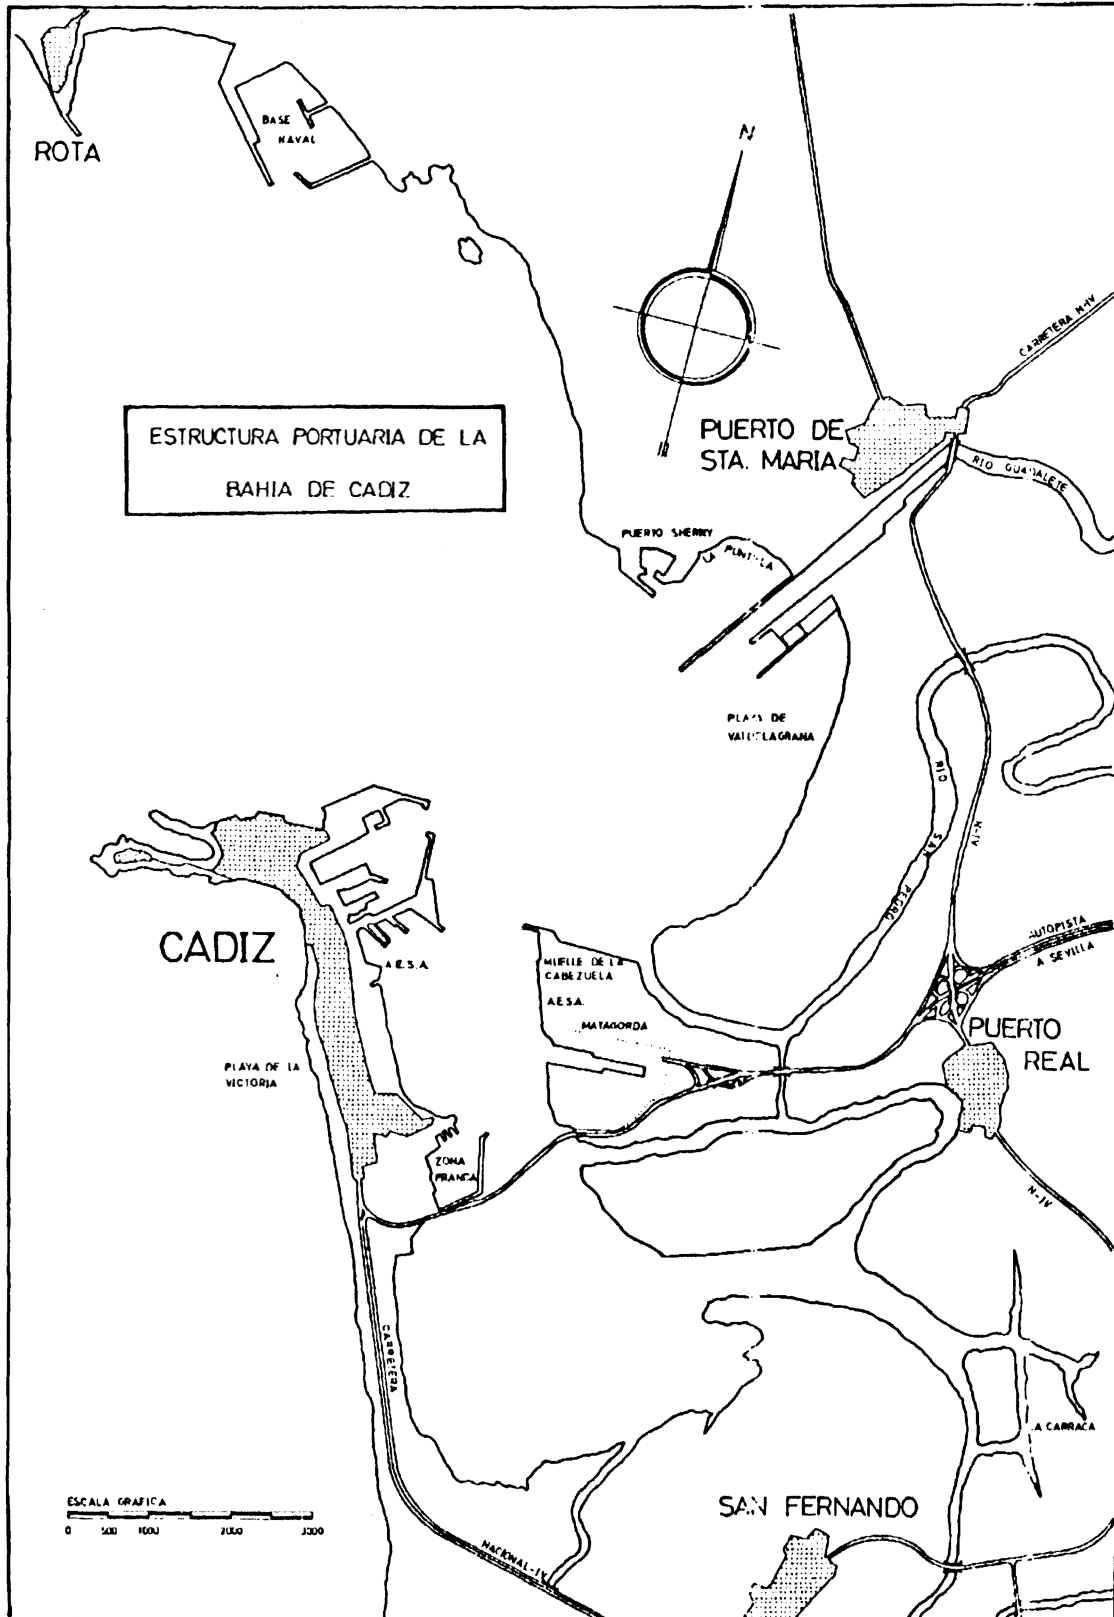 ROTA
BASE
NAVAL
N
CARRETERA N-IV
ESTRUCTURA PORTUARIA DE LA
BAHIA DE CADIZ
PUERTO DE
STA. MARIA
RIO GUADALETE
PUERTO SHERRY
LA PUNTILLA
PLAYA DE
VALDELAGRANA
RIO SAN PEDRO
N-IV
CADIZ
A.E.S.A.
MUELLE DE LA
CABEZUELA
A.E.S.A.
MATAGORDA
AUTOPISTA
A SEVILLA
PUERTO
REAL
PLAYA DE LA
VICTORIA
ZONA
FRANCA
N-IV
CARRETERA
LA CARRACA
SAN FERNANDO
ESCALA GRAFICA
0 500 1000 2000 3000
NACIONAL-IV